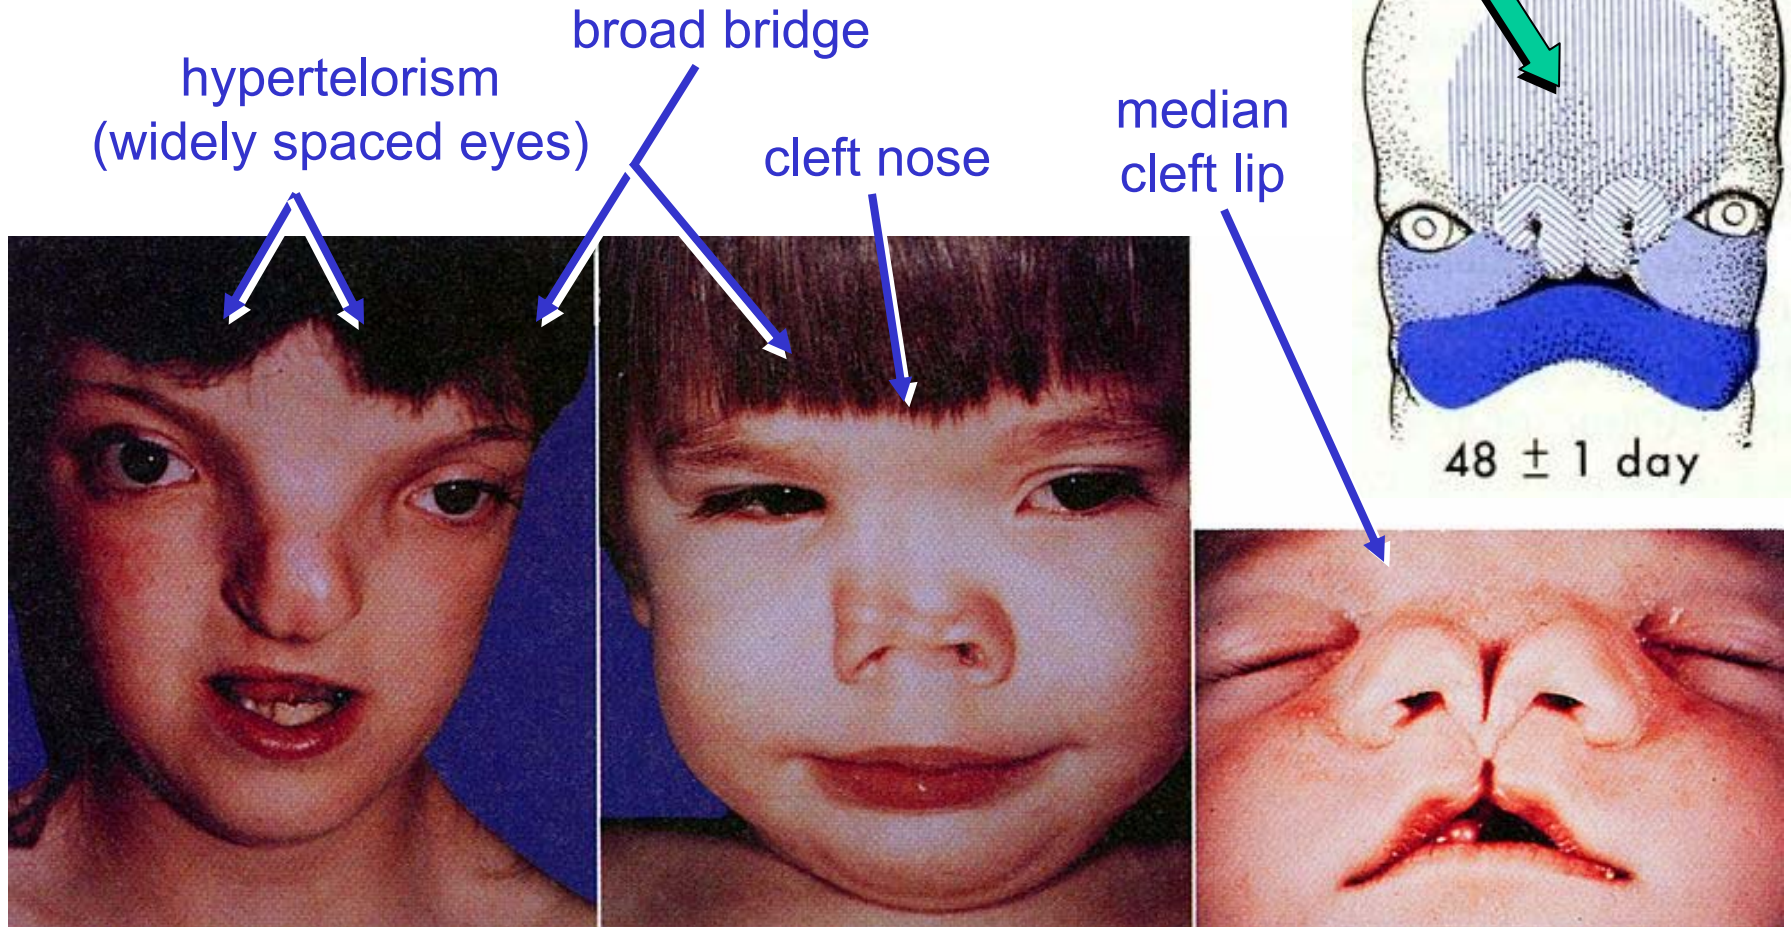 broad bridge
hypertelorism
(widely spaced eyes)
cleft nose
median
cleft lip
48 ± 1 day